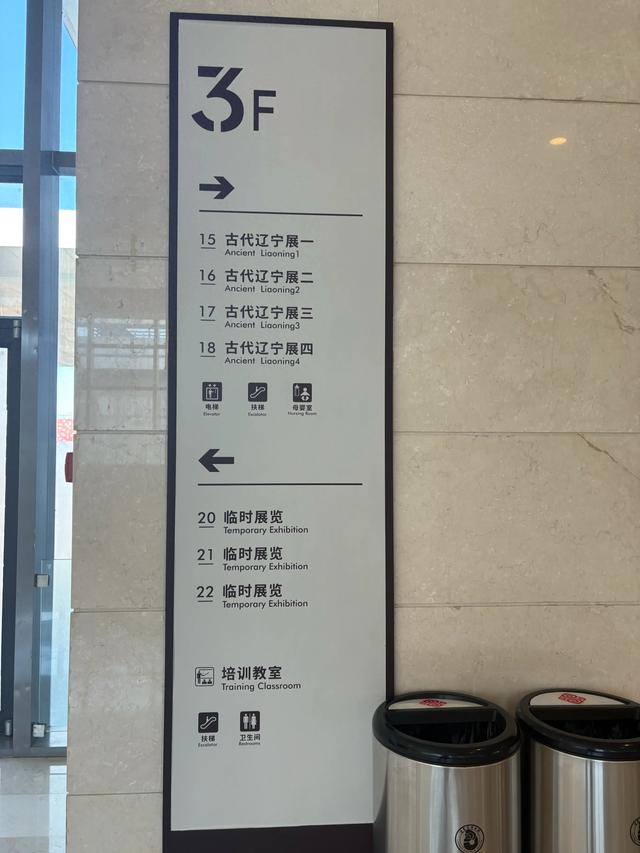 3F
15 古代辽宁展一
Ancient Liaoning1
16 古代辽宁展二
Ancient Liaoning2
17 古代辽宁展三
Ancient Liaoning3
18 古代辽宁展四
Ancient Liaoning4
电梯 扶梯 母婴室
Elevator Escalator Nursing Room
20 临时展览
Temporary Exhibition
21 临时展览
Temporary Exhibition
22 临时展览
Temporary Exhibition
培训教室
Training Classroom
扶梯 卫生间
Escalator Restrooms